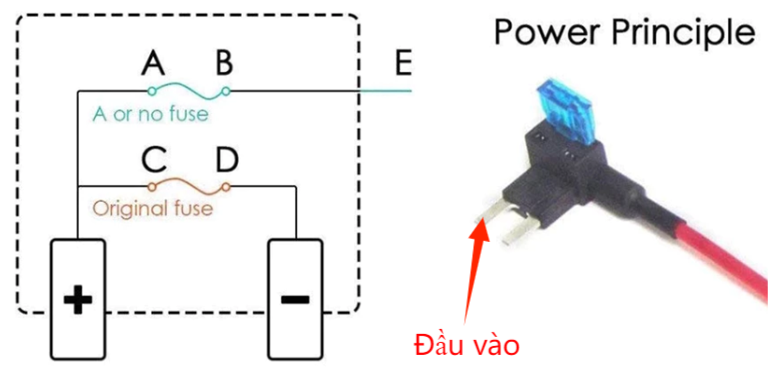 Power Principle
A
B
E
A or no fuse
C
D
Original fuse
+
−
Đầu vào